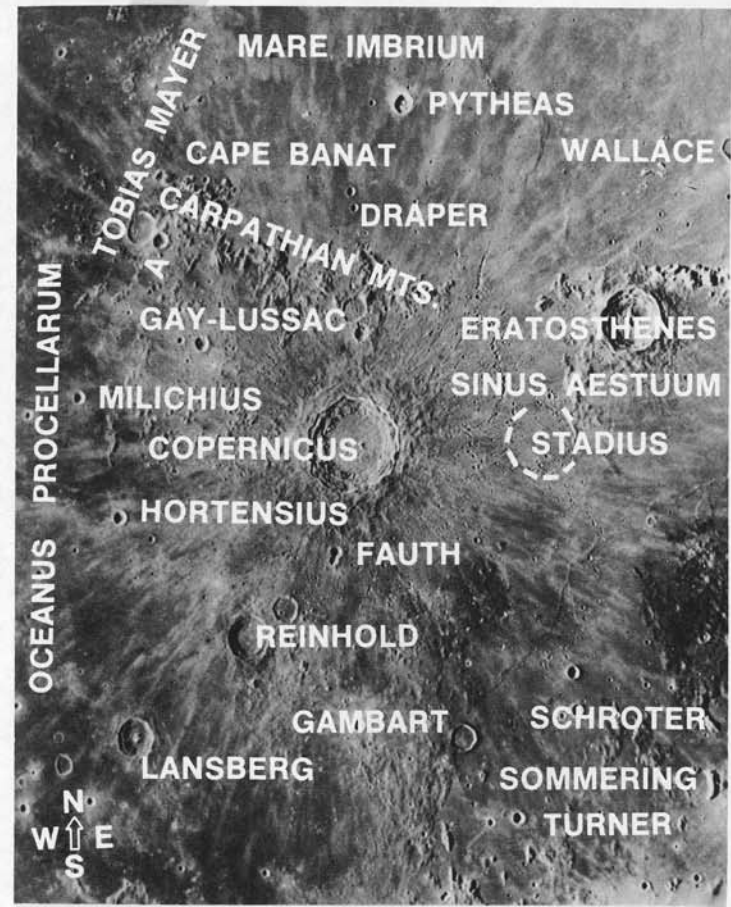 MARE IMBRIUM
PYTHEAS
TOBIAS MAYER
CAPE BANAT
WALLACE
CARPATHIAN MTS.
DRAPER
A
GAY-LUSSAC
ERATOSTHENES
OCEANUS PROCELLARUM
SINUS AESTUUM
MILICHIUS
COPERNICUS
STADIUS
HORTENSIUS
FAUTH
REINHOLD
GAMBART
SCHROTER
LANSBERG
SOMMERING
TURNER
N
W E
S